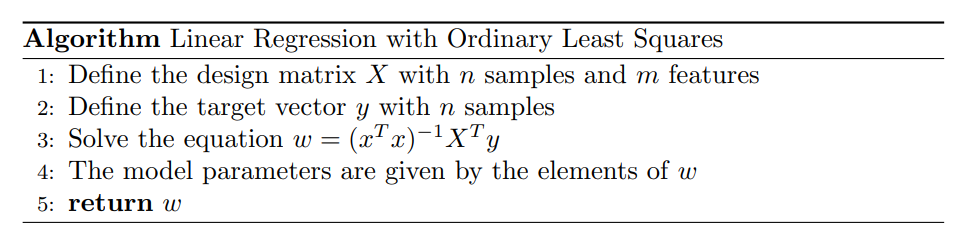 Algorithm Linear Regression with Ordinary Least Squares
1: Define the design matrix X with n samples and m features
2: Define the target vector y with n samples
3: Solve the equation w = (x^T x)^{-1} X^T y
4: The model parameters are given by the elements of w
5: return w